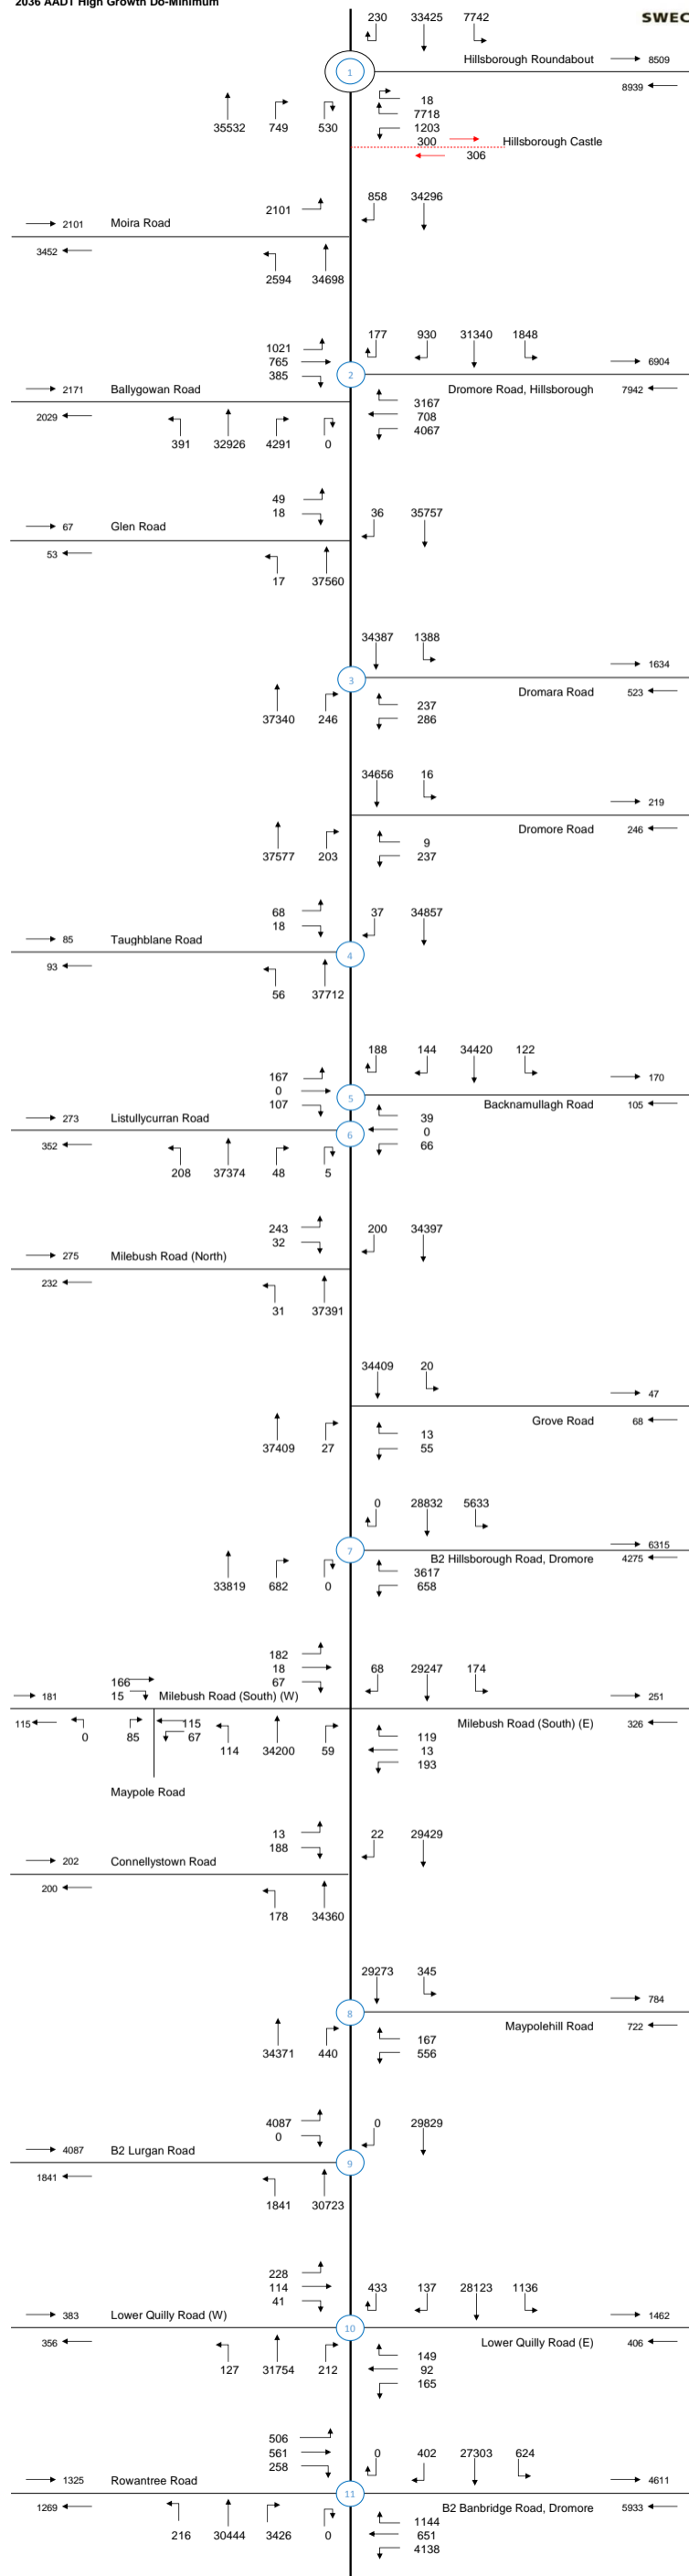 2036 AADT High Growth Do-Minimum
SWEC
230 33425 7742
Hillsborough Roundabout 8509
1
8939
18
7718
35532 749 530 1203
300 Hillsborough Castle
306
2101 858 34296
2101 Moira Road
3452
2594 34698
177 930 31340 1848
1021
765 6904
385 2
2171 Ballygowan Road Dromore Road, Hillsborough 7942
3167
2029 708
391 32926 4291 0 4067
49
18 36 35757
67 Glen Road
53
17 37560
34387 1388
1634
3
Dromara Road 523
237
37340 246 286
34656 16
219
Dromore Road 246
9
37577 203 237
68 37 34857
18
85 Taughblane Road
4
93
56 37712
188 144 34420 122
167
0 170
107 5
Backnamullagh Road 105
273 Listullycurran Road 39
6 0
352 66
208 37374 48 5
243 200 34397
32
275 Milebush Road (North)
232
31 37391
34409 20
47
Grove Road 68
13
37409 27 55
0 28832 5633
6315
7
B2 Hillsborough Road, Dromore 4275
33819 682 0 3617
658
182
18 68 29247 174
166 67
181 15 Milebush Road (South) (W) 251
115 115 Milebush Road (South) (E) 326
0 85 67 119
114 34200 59 13
193
Maypole Road
13 22 29429
188
202 Connellystown Road
200
178 34360
29273 345
784
8
Maypolehill Road 722
167
34371 440 556
4087 0 29829
0
4087 B2 Lurgan Road
9
1841
1841 30723
228
114 433 137 28123 1136
41
383 Lower Quilly Road (W) 1462
10
356 Lower Quilly Road (E) 406
149
127 31754 212 92
165
506
561 0 402 27303 624
258
1325 Rowantree Road 4611
11
1269 B2 Banbridge Road, Dromore 5933
1144
216 30444 3426 0 651
4138